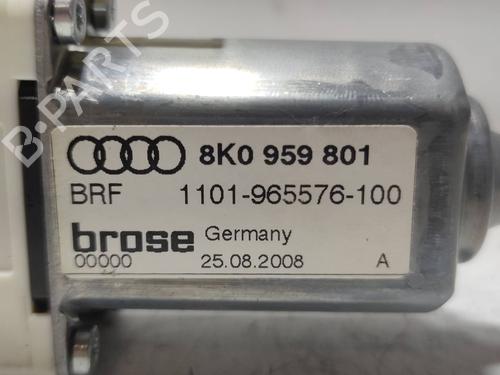 B-PARTS
8K0 959 801
BRF 1101-965576-100
brose Germany
00000 25.08.2008 A